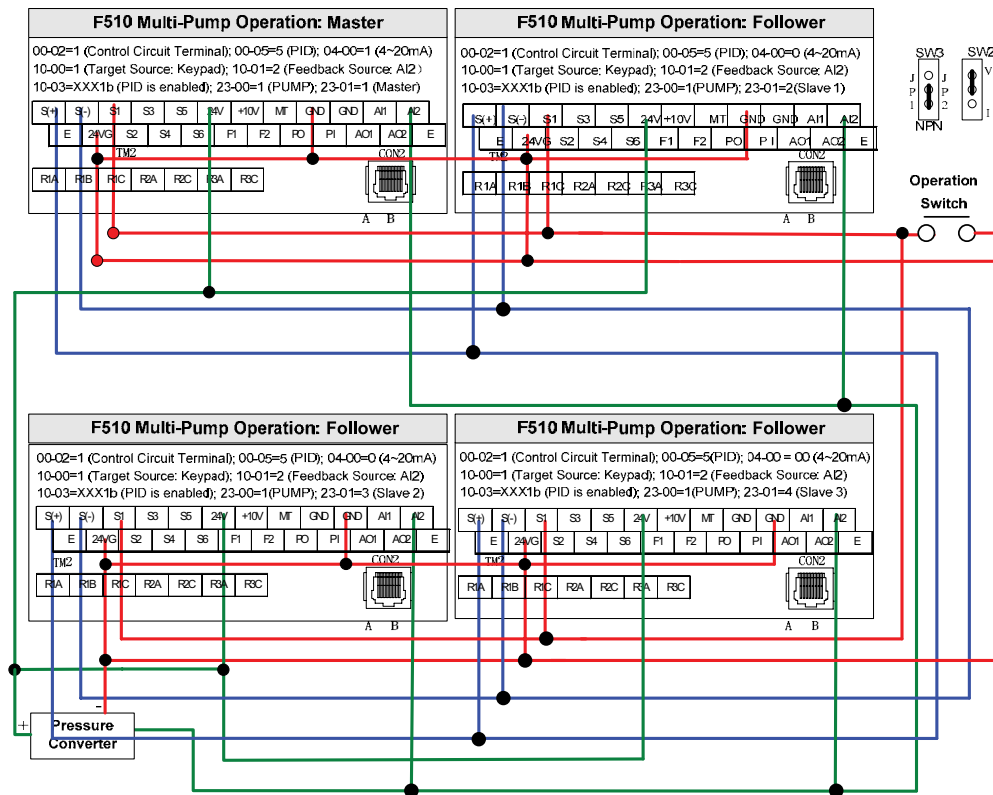 F510 Multi-Pump Operation: Master
00-02=1 (Control Circuit Terminal); 00-05=5 (PID); 04-00=1 (4~20mA)
10-00=1 (Target Source: Keypad); 10-01=2 (Feedback Source: AI2)
10-03=XXX1b (PID is enabled); 23-00=1(PUMP); 23-01=1 (Master)
S(+) S(-) S1 S3 S5 24V +10V MT GND GND AI1 AI2
E 24VG S2 S4 S6 F1 F2 PO PI AO1 AO2 E
TM2 CON2
R1A R1B R1C R2A R2C R3A R3C
A B
F510 Multi-Pump Operation: Follower
00-02=1 (Control Circuit Terminal); 00-05=5 (PID); 04-00=0 (4~20mA)
10-00=1 (Target Source: Keypad); 10-01=2 (Feedback Source: AI2)
10-03=XXX1b (PID is enabled); 23-00=1(PUMP); 23-01=2(Slave 1)
S(+) S(-) S1 S3 S5 24V +10V MT GND GND AI1 AI2
E 24VG S2 S4 S6 F1 F2 PO PI AO1 AO2 E
TM2 CON2
R1A R1B R1C R2A R2C R3A R3C
A B
SW3 SW2
J J V
P P
1 2 I
NPN
Operation
Switch
F510 Multi-Pump Operation: Follower
00-02=1 (Control Circuit Terminal); 00-05=5 (PID); 04-00=0 (4~20mA)
10-00=1 (Target Source: Keypad); 10-01=2 (Feedback Source: AI2)
10-03=XXX1b (PID is enabled); 23-00=1(PUMP); 23-01=3 (Slave 2)
S(+) S(-) S1 S3 S5 24V +10V MT GND GND AI1 AI2
E 24VG S2 S4 S6 F1 F2 PO PI AO1 AO2 E
TM2 CON2
R1A R1B R1C R2A R2C R3A R3C
A B
F510 Multi-Pump Operation: Follower
00-02=1 (Control Circuit Terminal); 00-05=5(PID); 04-00 = 00 (4~20mA)
10-00=1 (Target Source: Keypad); 10-01=2 (Feedback Source: AI2)
10-03=XXX1b (PID is enabled); 23-00=1(PUMP); 23-01=4 (Slave 3)
S(+) S(-) S1 S3 S5 24V +10V MT GND GND AI1 AI2
E 24VG S2 S4 S6 F1 F2 PO PI AO1 AO2 E
TM2 CON2
R1A R1B R1C R2A R2C R3A R3C
A B
+ -
Pressure
Converter